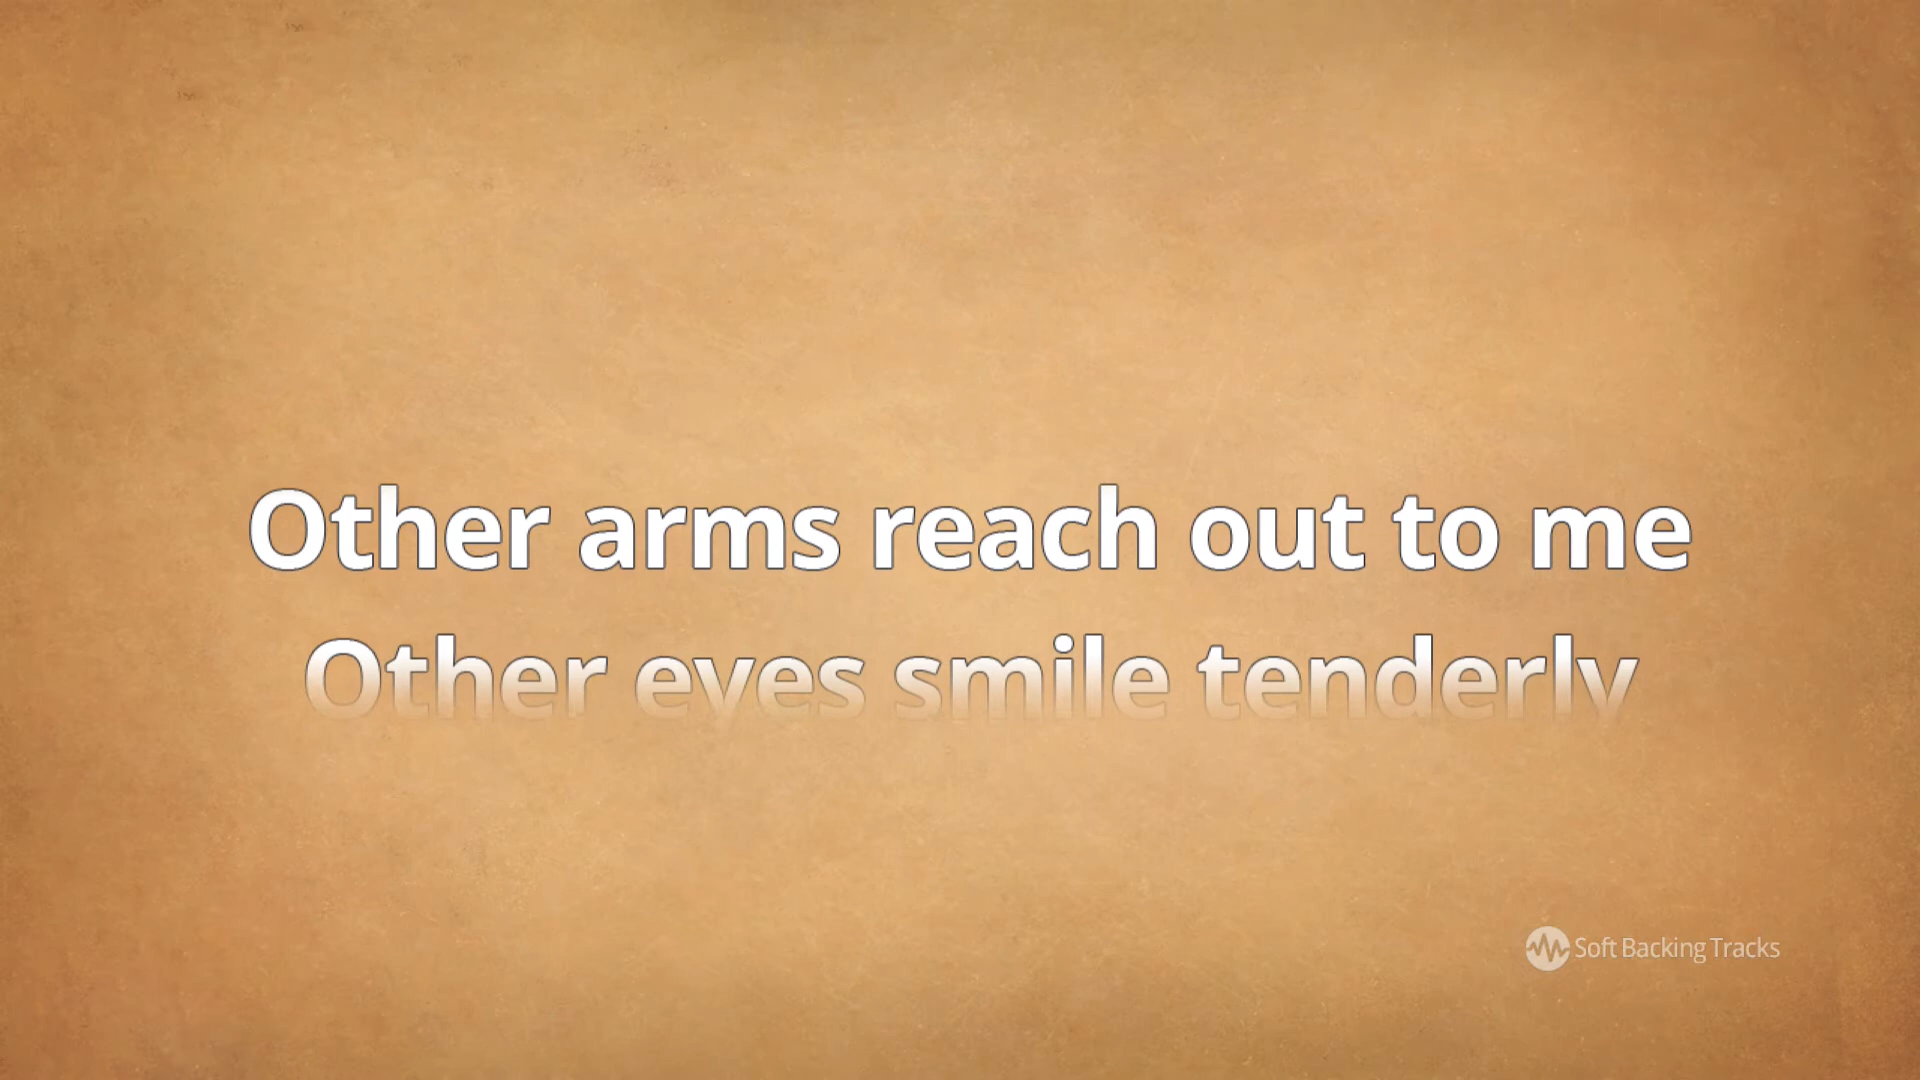 Other arms reach out to me
Other eyes smile tenderly
Soft Backing Tracks